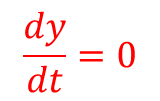 dy/dt = 0